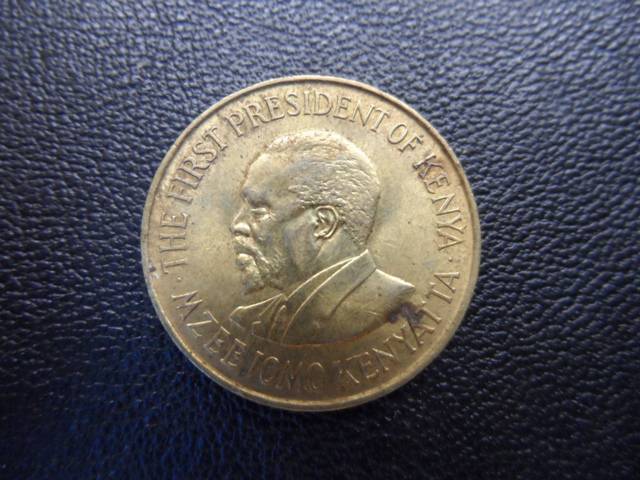 · THE FIRST PRESIDENT OF KENYA ·
MZEE JOMO KENYATTA